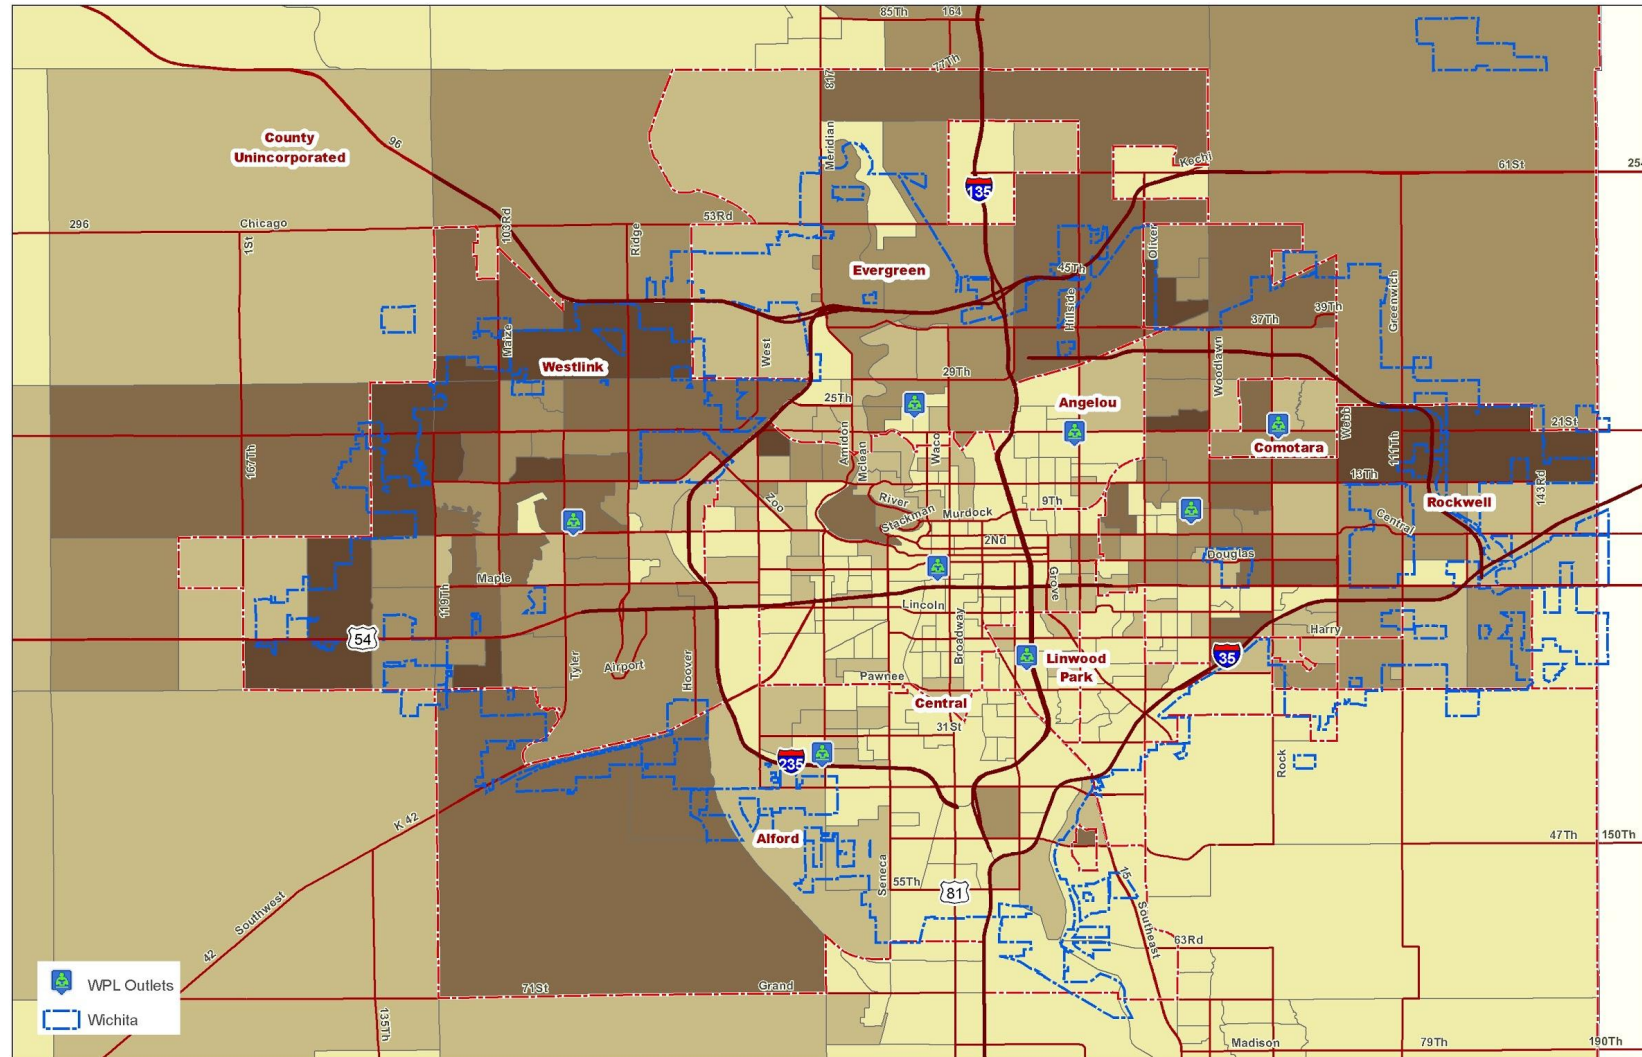 85Th
164
77Th
817
County
Unincorporated
96
Meridian
Kechi
61St
254
135
296
Chicago
1St
103Rd
Ridge
53Rd
Evergreen
45Th
Oliver
Hillside
Greenwich
39Th
37Th
Maize
Westlink
West
29Th
Woodlawn
25Th
Angelou
Amidon
Mclean
Waco
Webb
111Th
21St
Comotara
167Th
13Th
143Rd
Rockwell
Zoo
River
Stackman
Murdock
9Th
Central
2Nd
Douglas
119Th
Maple
Grove
Lincoln
Broadway
54
Harry
Tyler
Airport
Hoover
Pawnee
Linwood
Park
35
Central
31St
235
Rock
K 42
Alford
47Th
150Th
Seneca
55Th
81
15
Southeast
42
Southwest
63Rd
WPL Outlets
71St
Grand
Wichita
135Th
Madison
79Th
190Th